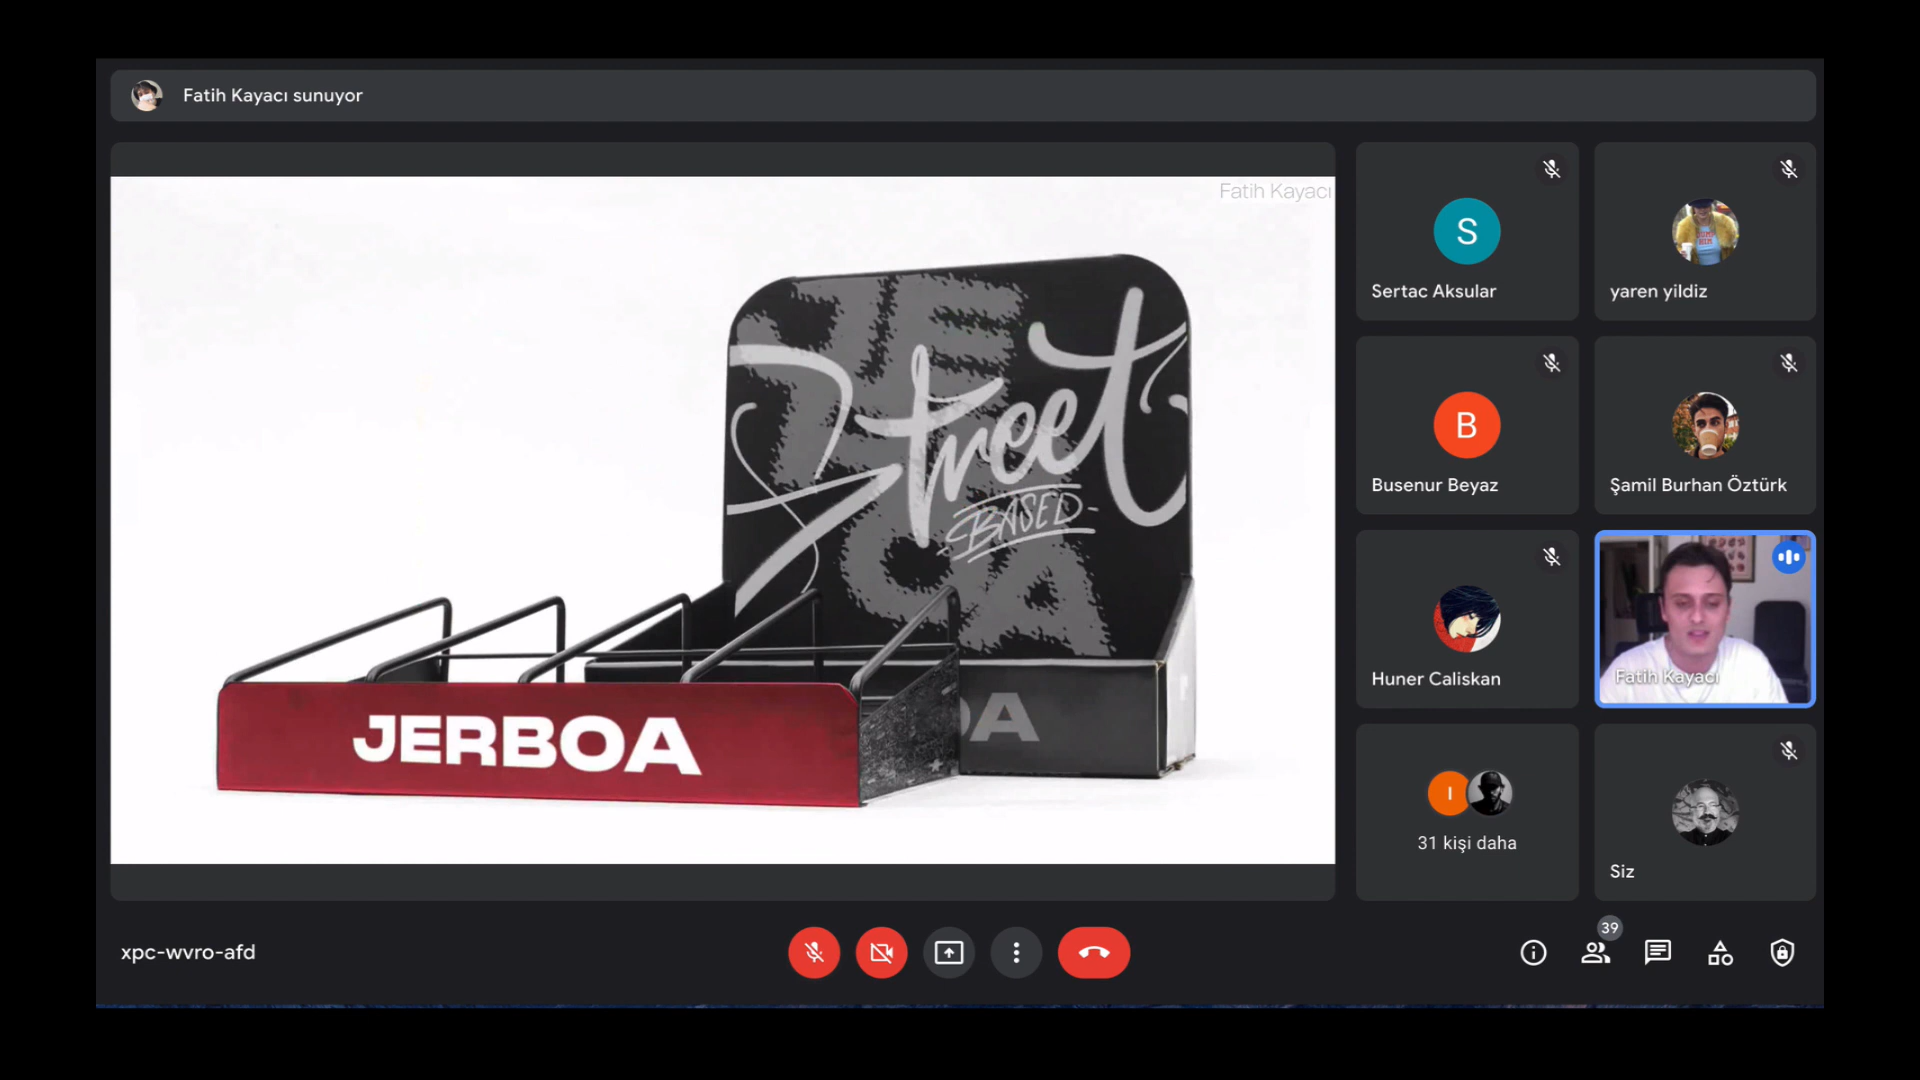 Fatih Kayacı sunuyor
Fatih Kayacı
Street
BASED
JERBOA
OA
S
Sertac Aksular
yaren yildiz
B
Busenur Beyaz
Şamil Burhan Öztürk
Huner Caliskan
Fatih Kayacı
I
31 kişi daha
Siz
xpc-wvro-afd
39